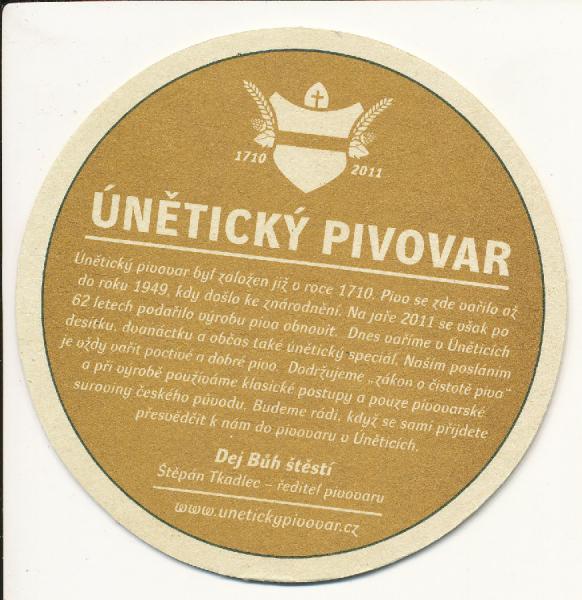 1710 2011
ÚNĚTICKÝ PIVOVAR
Únětický pivovar byl založen již v roce 1710. Pivo se zde vařilo až
do roku 1949, kdy došlo ke znárodnění. Na jaře 2011 se však po
62 letech podařilo výrobu piva obnovit. Dnes vaříme v Úněticích
desítku, dvanáctku a občas také únětický speciál. Naším posláním
je vždy vařit poctivé a dobré pivo. Dodržujeme „zákon o čistotě piva“
a při výrobě používáme klasické postupy a pouze pivovarské
suroviny českého původu. Budeme rádi, když se sami přijdete
přesvědčit k nám do pivovaru v Úněticích.
Dej Bůh štěstí
Štěpán Tkadlec – ředitel pivovaru
www.unetickypivovar.cz